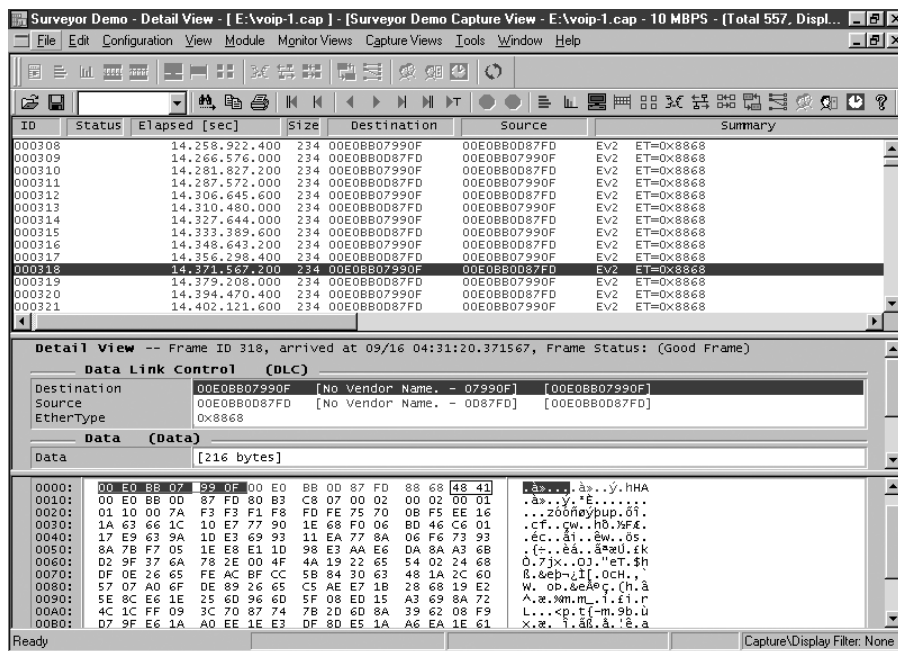 Surveyor Demo - Detail View - [ E:\voip-1.cap ] - [Surveyor Demo Capture View - E:\voip-1.cap - 10 MBPS - (Total 557, Displ...
File Edit Configuration View Module Monitor Views Capture Views Tools Window Help
ID Status Elapsed [sec] Size Destination Source Summary
000308 14.258.922.400 234 00E0BB07990F 00E0BB0D87FD Ev2 ET=0x8868
000309 14.266.576.000 234 00E0BB0D87FD 00E0BB07990F Ev2 ET=0x8868
000310 14.281.827.200 234 00E0BB07990F 00E0BB0D87FD Ev2 ET=0x8868
000311 14.287.572.000 234 00E0BB0D87FD 00E0BB07990F Ev2 ET=0x8868
000312 14.306.645.600 234 00E0BB07990F 00E0BB0D87FD Ev2 ET=0x8868
000313 14.310.480.000 234 00E0BB0D87FD 00E0BB07990F Ev2 ET=0x8868
000314 14.327.644.000 234 00E0BB07990F 00E0BB0D87FD Ev2 ET=0x8868
000315 14.333.389.600 234 00E0BB0D87FD 00E0BB07990F Ev2 ET=0x8868
000316 14.348.643.200 234 00E0BB07990F 00E0BB0D87FD Ev2 ET=0x8868
000317 14.356.298.400 234 00E0BB0D87FD 00E0BB07990F Ev2 ET=0x8868
000318 14.371.567.200 234 00E0BB07990F 00E0BB0D87FD Ev2 ET=0x8868
000319 14.379.208.000 234 00E0BB0D87FD 00E0BB07990F Ev2 ET=0x8868
000320 14.394.470.400 234 00E0BB07990F 00E0BB0D87FD Ev2 ET=0x8868
000321 14.402.121.600 234 00E0BB0D87FD 00E0BB07990F Ev2 ET=0x8868
Detail View -- Frame ID 318, arrived at 09/16 04:31:20.371567, Frame Status: (Good Frame)
Data Link Control (DLC)
Destination 00E0BB07990F [No Vendor Name. - 07990F] [00E0BB07990F]
Source 00E0BB0D87FD [No Vendor Name. - 0D87FD] [00E0BB0D87FD]
EtherType 0x8868
Data (Data)
Data [216 bytes]
0000: 00 E0 BB 07 99 0F 00 E0 BB 0D 87 FD 88 68 48 41 .à»...à»..ý.hHA
0010: 00 E0 BB 0D 87 FD 80 B3 C8 07 00 02 00 02 00 01
0020: 01 10 00 7A F3 F3 F1 F8 FD FE 75 70 0B F5 EE 16
0030: 1A 63 66 1C 10 E7 77 90 1E 68 F0 06 BD 46 C6 01
0040: 17 E9 63 9A 1D E3 69 93 11 EA 77 8A 06 F6 73 93
0050: 8A 7B F7 05 1E E8 E1 1D 98 E3 AA E6 DA 8A A3 6B
0060: D2 9F 37 6A 78 2E 00 4F 4A 19 22 65 54 02 24 68
0070: DF 0E 26 65 FE AC BF CC 5B 84 30 63 48 1A 2C 60
0080: 57 07 A0 6F DE 89 26 65 C5 AE E7 1B 28 68 19 E2
0090: 5E 8C E6 1E 25 6D 96 6D 5F 08 ED 15 A3 69 8A 72
00A0: 4C 1C FF 09 3C 70 87 74 7B 2D 6D 8A 39 62 08 F9
00B0: D7 9F E6 1A A0 EE 1E E3 DF 8D E5 1A A6 EA 1E 61
Ready Capture\Display Filter: None